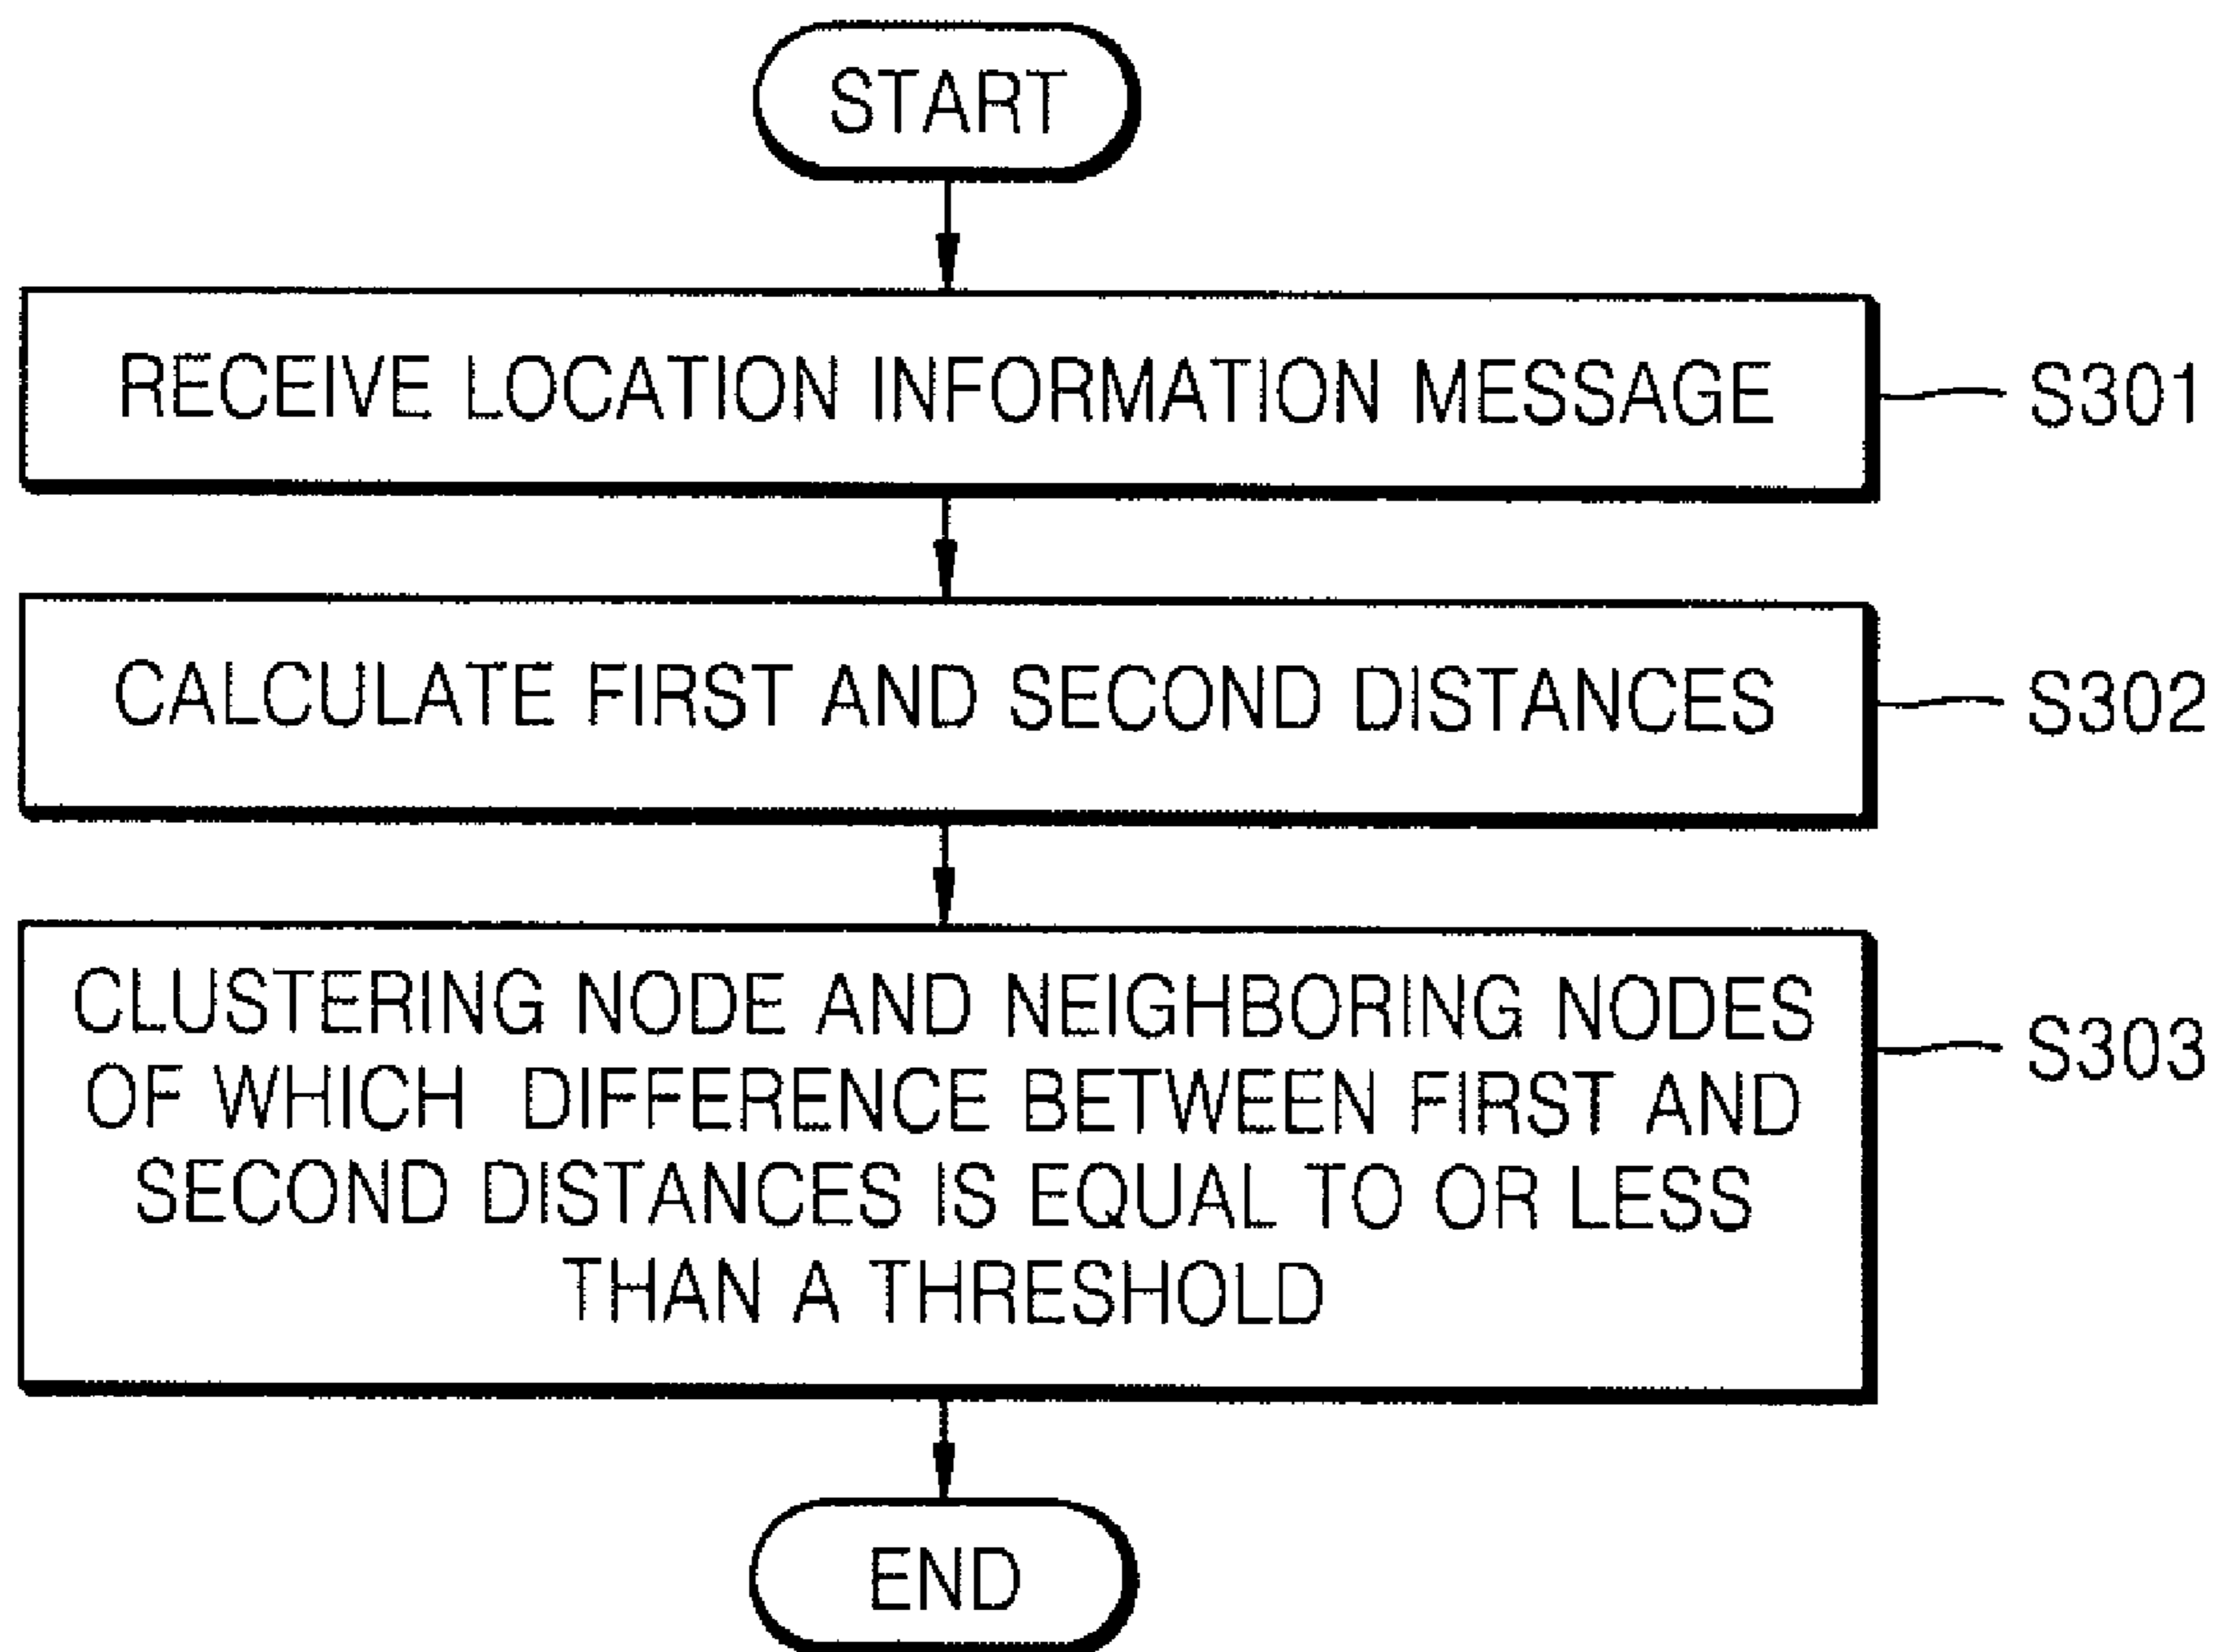 START
RECEIVE LOCATION INFORMATION MESSAGE
S301
CALCULATE FIRST AND SECOND DISTANCES
S302
CLUSTERING NODE AND NEIGHBORING NODES
OF WHICH DIFFERENCE BETWEEN FIRST AND
SECOND DISTANCES IS EQUAL TO OR LESS
THAN A THRESHOLD
S303
END